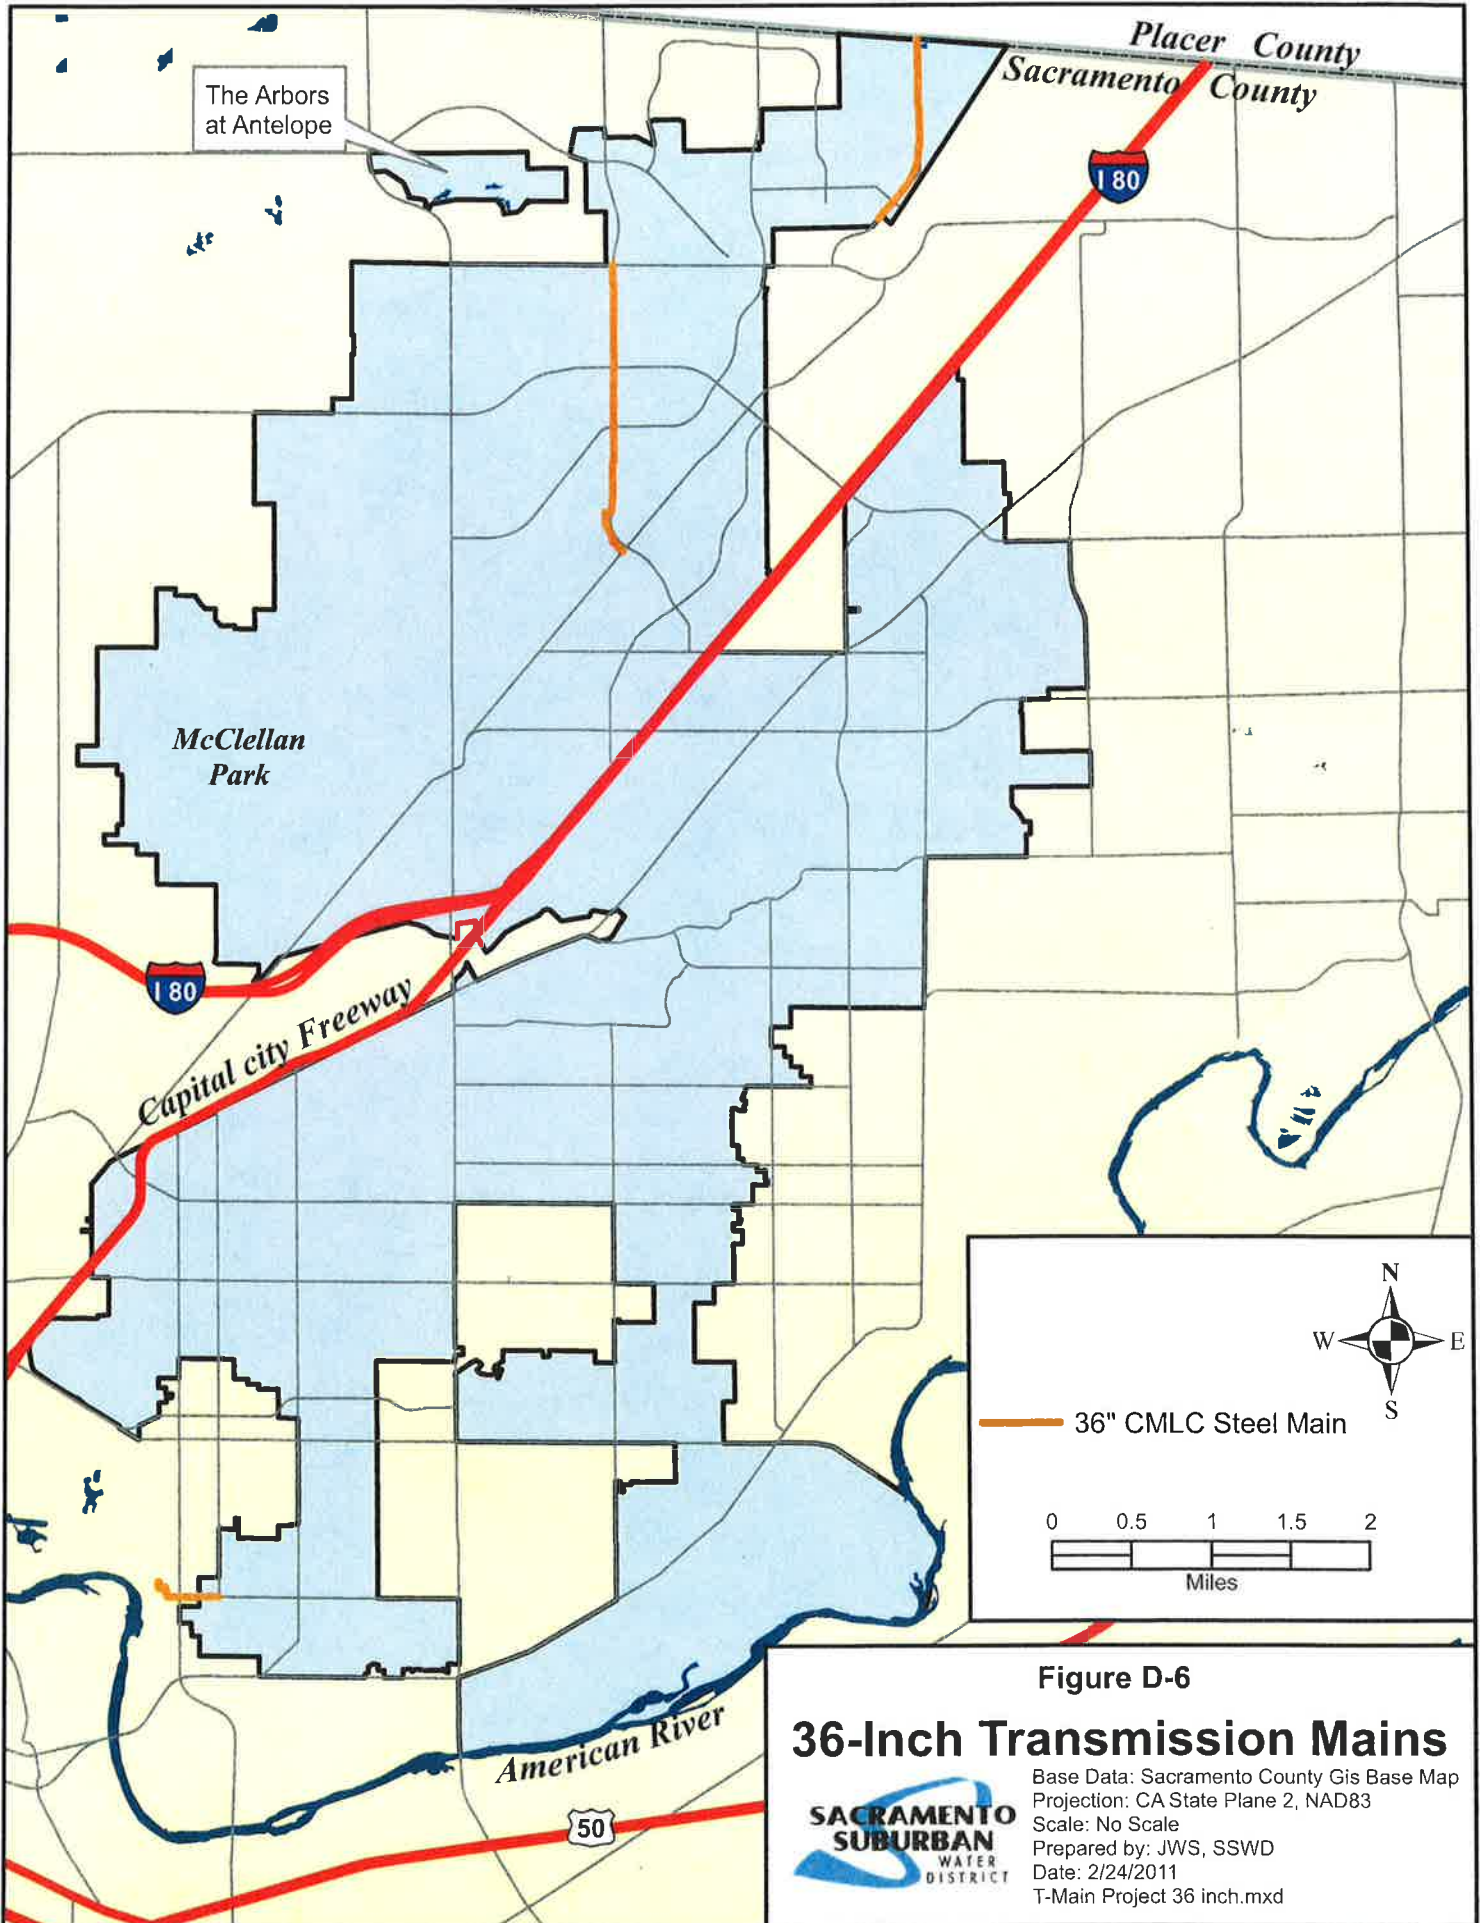 Placer County
Sacramento County
The Arbors
at Antelope
I 80
McClellan
Park
I 80
Capital city Freeway
N
W E
S
36" CMLC Steel Main
0 0.5 1 1.5 2
Miles
American River
50
Figure D-6
36-Inch Transmission Mains
SACRAMENTO
SUBURBAN
WATER
DISTRICT
Base Data: Sacramento County Gis Base Map
Projection: CA State Plane 2, NAD83
Scale: No Scale
Prepared by: JWS, SSWD
Date: 2/24/2011
T-Main Project 36 inch.mxd